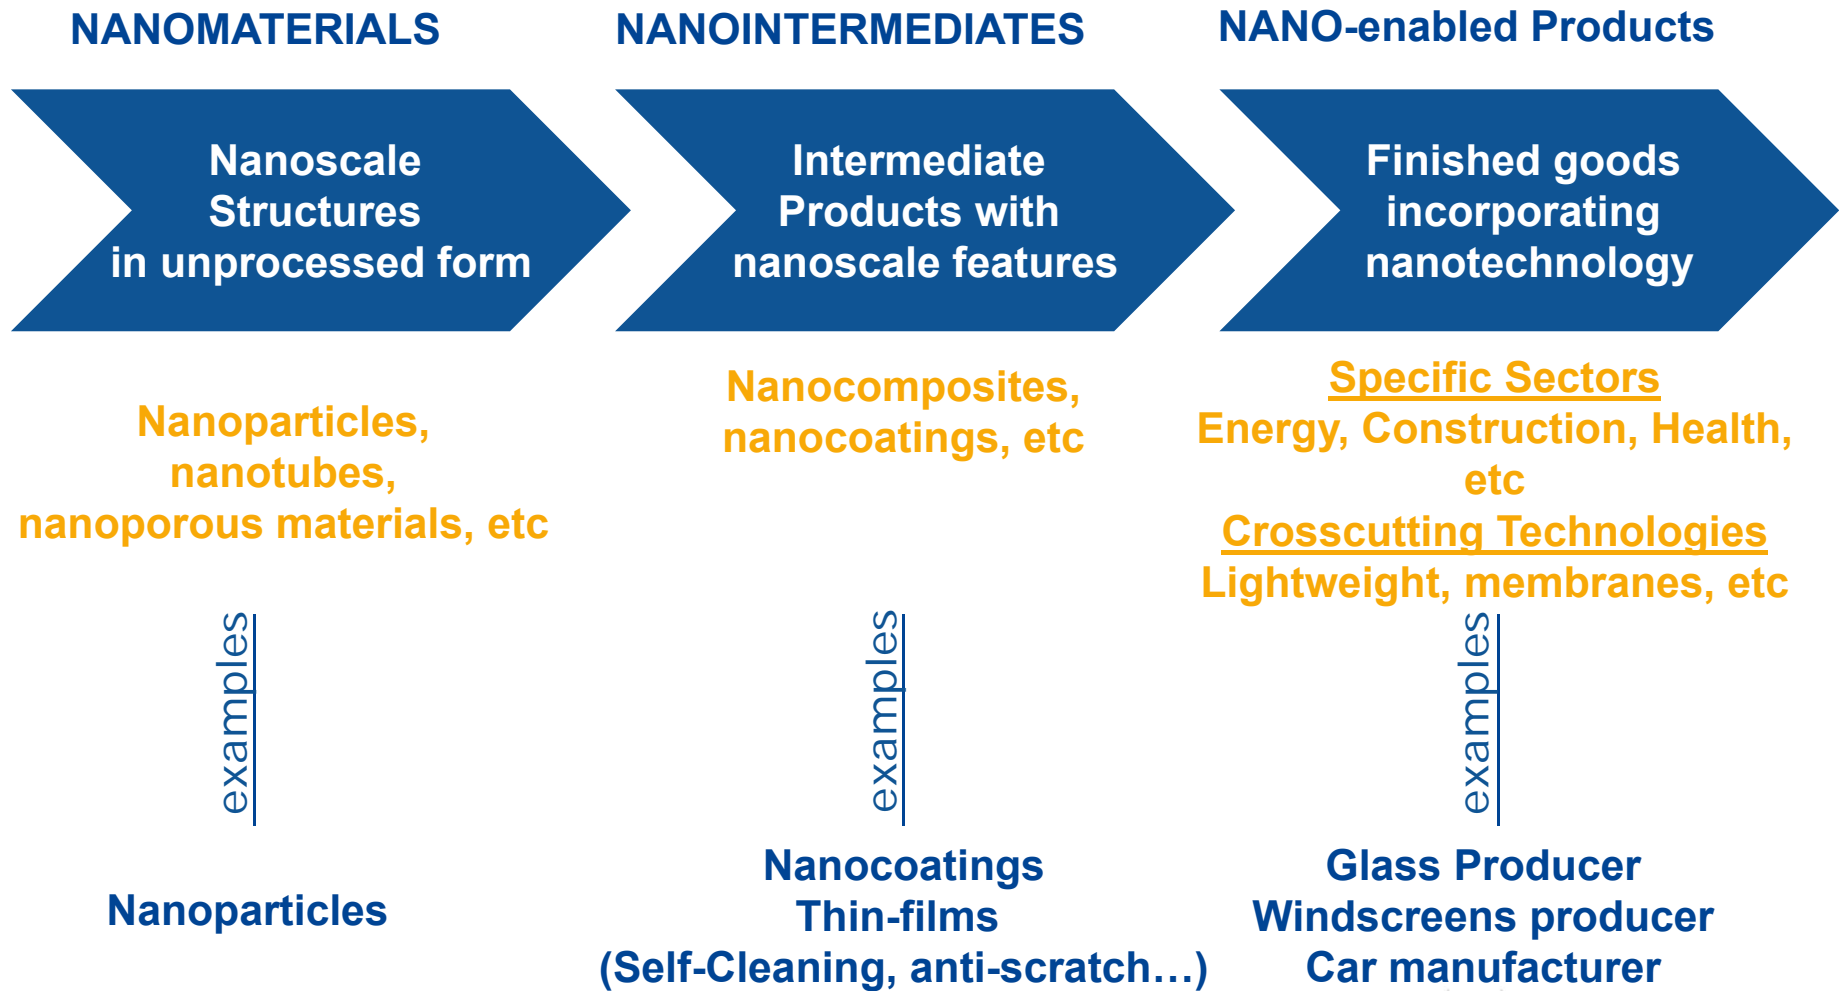 NANOMATERIALS
Nanoscale
Structures
in unprocessed form
Nanoparticles,
nanotubes,
nanoporous materials, etc
examples
Nanoparticles
NANOINTERMEDIATES
Intermediate
Products with
nanoscale features
Nanocomposites,
nanocoatings, etc
examples
Nanocoatings
Thin-films
(Self-Cleaning, anti-scratch…)
NANO-enabled Products
Finished goods
incorporating
nanotechnology
Specific Sectors
Energy, Construction, Health,
etc
Crosscutting Technologies
Lightweight, membranes, etc
examples
Glass Producer
Windscreens producer
Car manufacturer